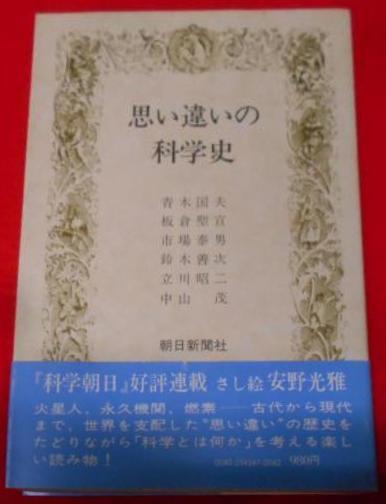 思い違いの
科学史
青木国夫
板倉聖宣
市場泰男
鈴木善次
立川昭二
中山 茂
朝日新聞社
『科学朝日』好評連載 さし絵 安野光雅
火星人、永久機関、燃素——古代から現代
まで、世界を支配した“思い違い”の歴史を
たどりながら「科学とは何か」を考える楽し
い読み物!
980円